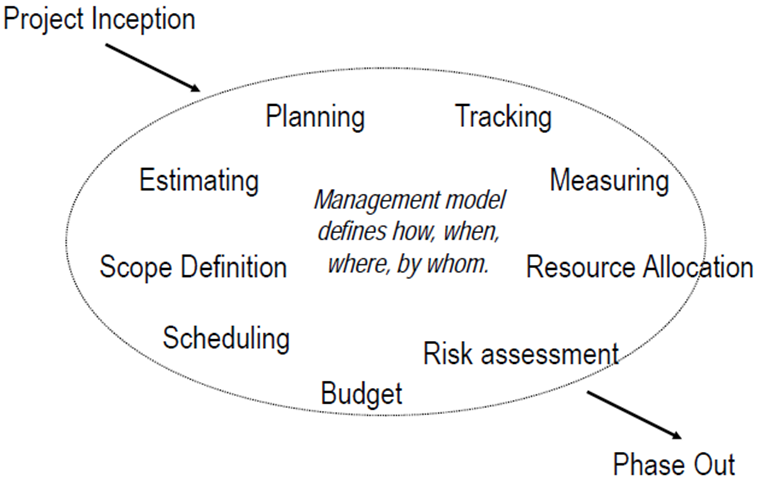 Project Inception
Planning
Tracking
Estimating
Measuring
Management model
defines how, when,
where, by whom.
Scope Definition
Resource Allocation
Scheduling
Risk assessment
Budget
Phase Out